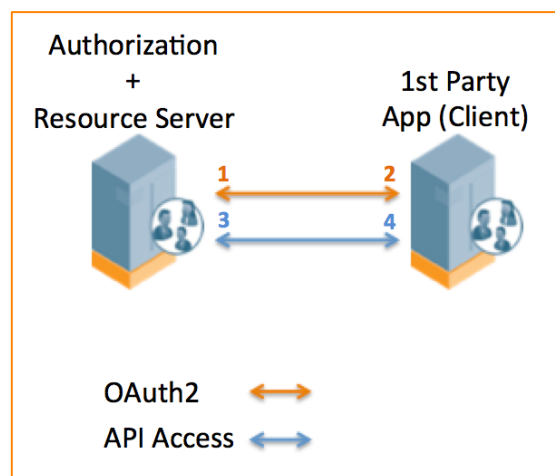 Authorization
+
Resource Server
1st Party
App (Client)
1 2
3 4
OAuth2
API Access